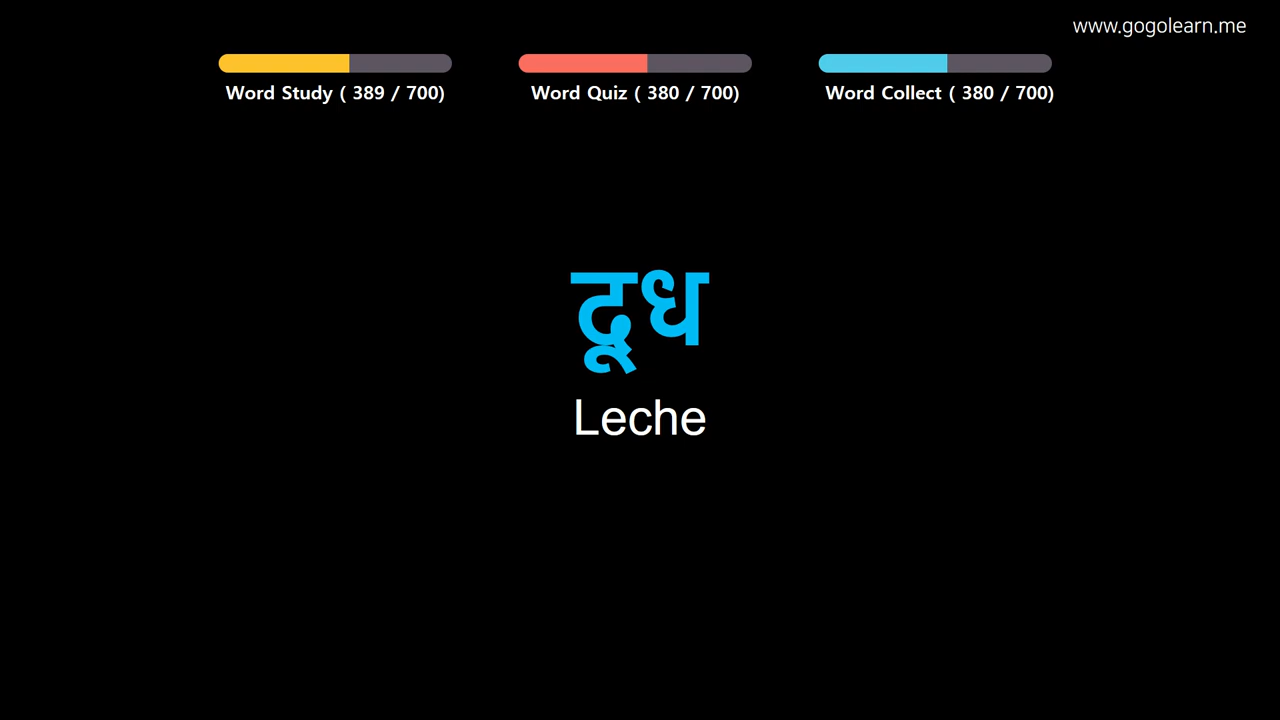 www.gogolearn.me
Word Study ( 389 / 700)
Word Quiz ( 380 / 700)
Word Collect ( 380 / 700)
दूध
Leche